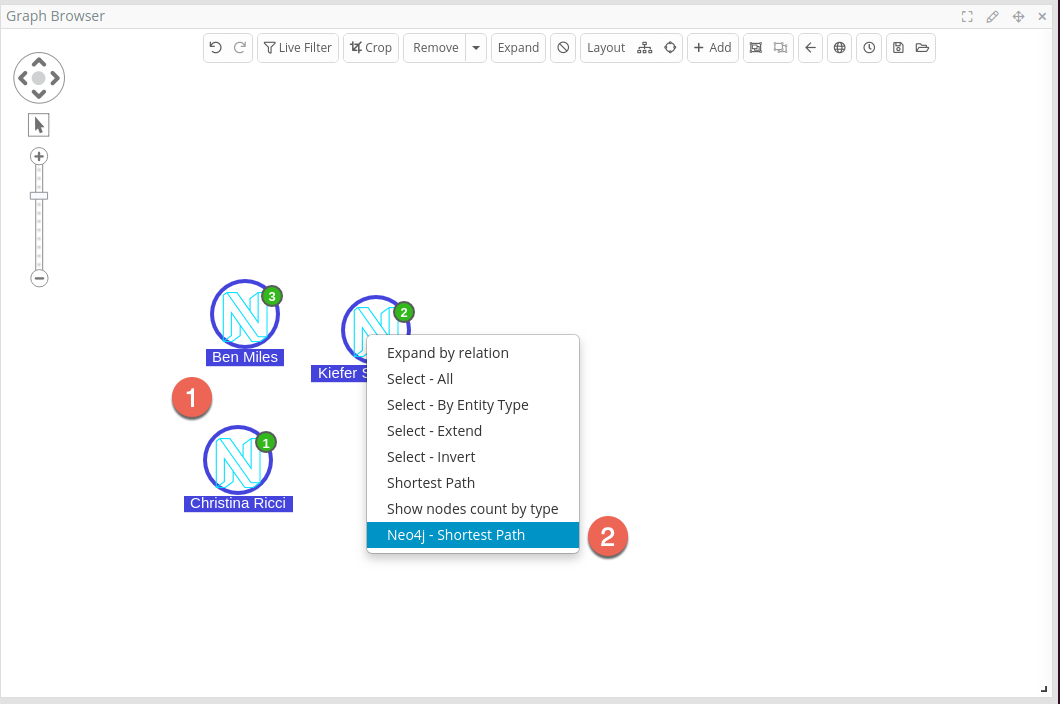 Graph Browser
Live Filter
Crop
Remove
Expand
Layout
Add
3
Ben Miles
2
Kiefer S
1
1
Christina Ricci
Expand by relation
Select - All
Select - By Entity Type
Select - Extend
Select - Invert
Shortest Path
Show nodes count by type
Neo4j - Shortest Path
2